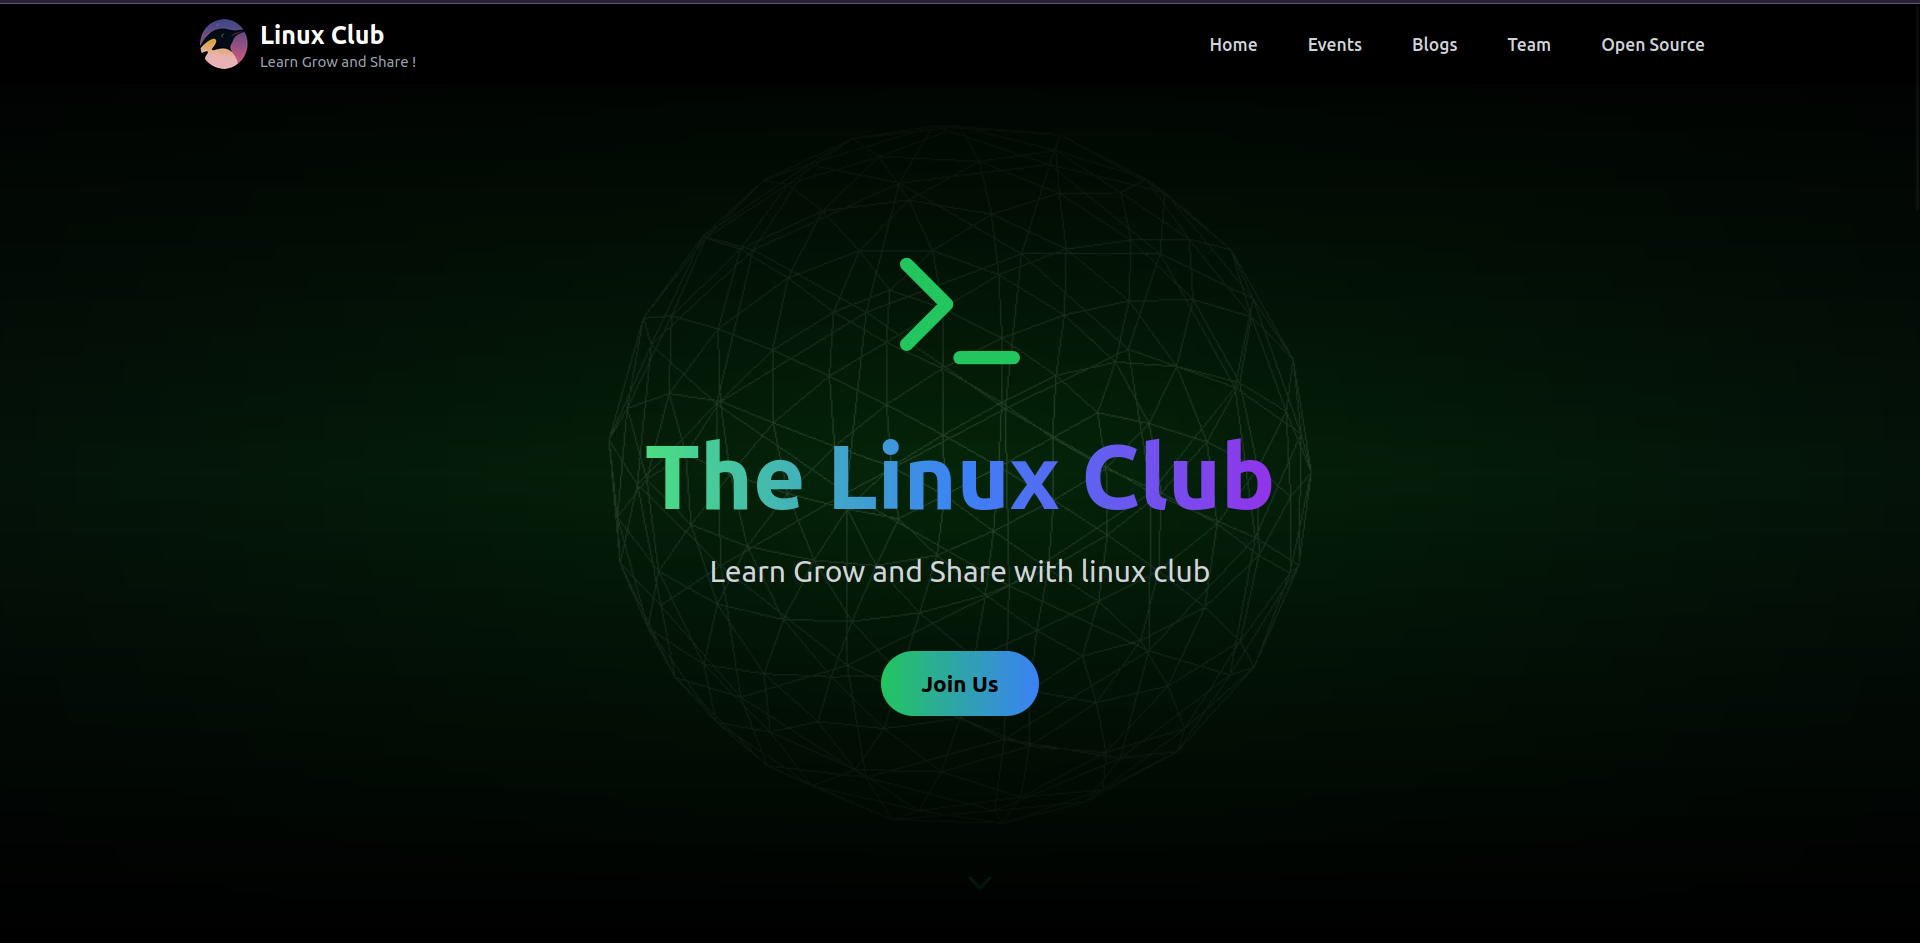 Linux Club
Learn Grow and Share !
Home Events Blogs Team Open Source
>_
The Linux Club
Learn Grow and Share with linux club
Join Us